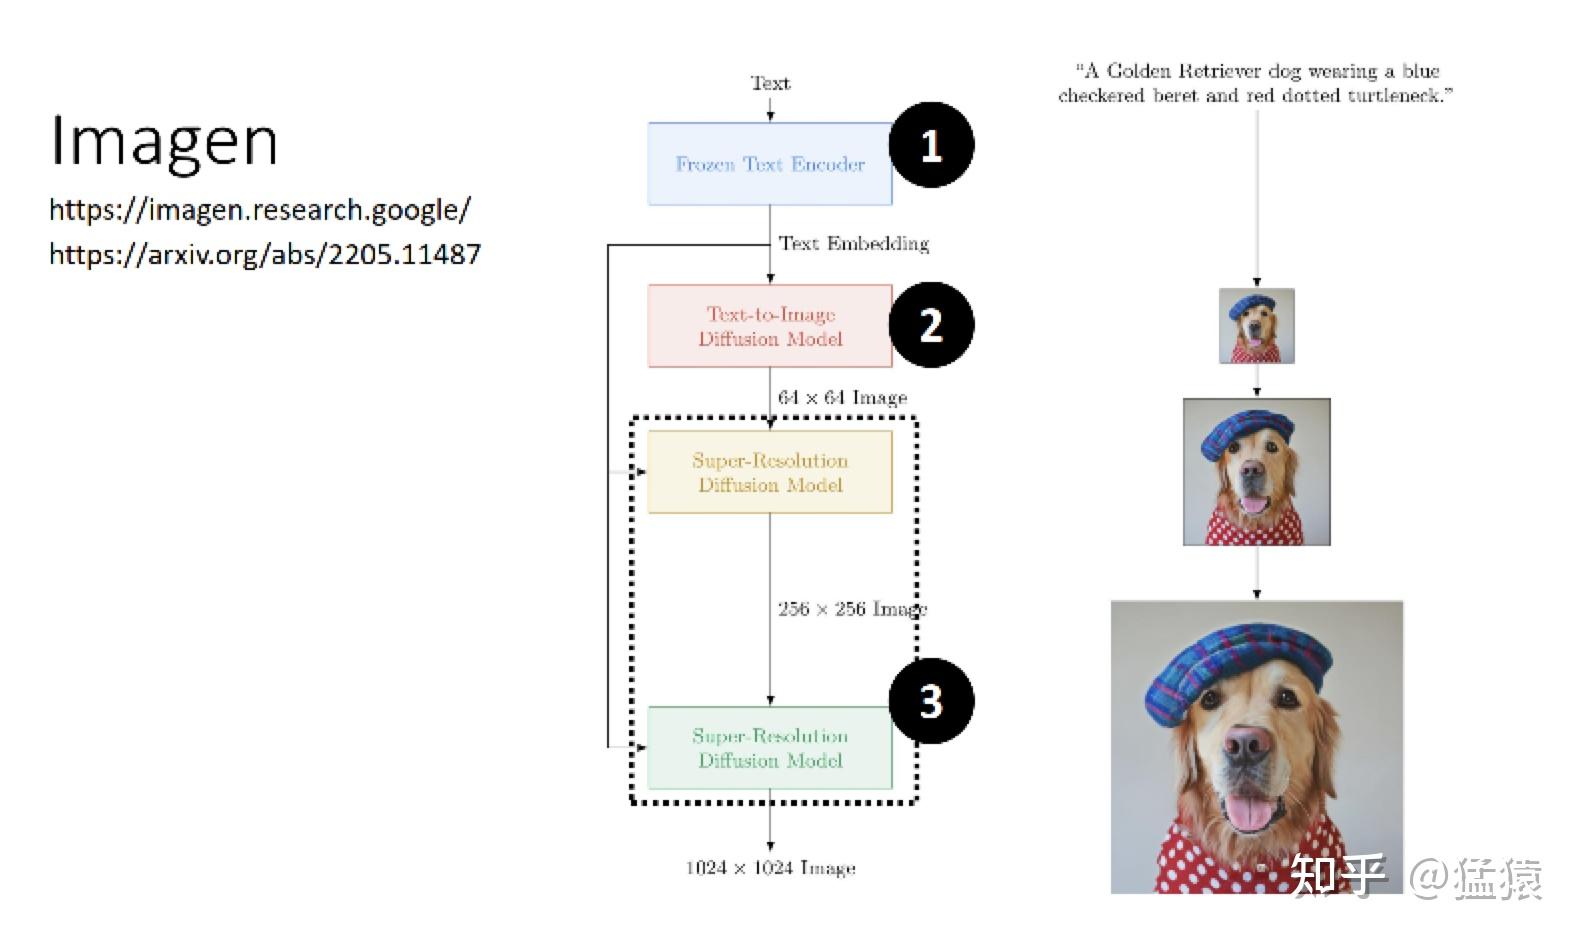 Imagen
https://imagen.research.google/
https://arxiv.org/abs/2205.11487
Text
Frozen Text Encoder
1
Text Embedding
Text-to-Image
Diffusion Model
2
64 × 64 Image
Super-Resolution
Diffusion Model
256 × 256 Image
3
Super-Resolution
Diffusion Model
1024 × 1024 Image
“A Golden Retriever dog wearing a blue
checkered beret and red dotted turtleneck.”
知乎 @猛猿